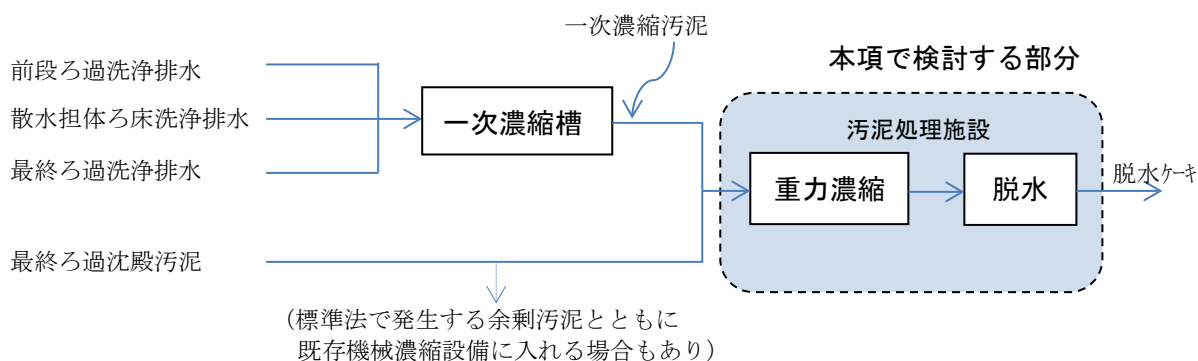 一次濃縮汚泥
本項で検討する部分
前段ろ過洗浄排水
散水担体ろ床洗浄排水
最終ろ過洗浄排水
一次濃縮槽
汚泥処理施設
重力濃縮
脱水
脱水ｹｰｷ
最終ろ過沈殿汚泥
（標準法で発生する余剰汚泥とともに
既存機械濃縮設備に入れる場合もあり）